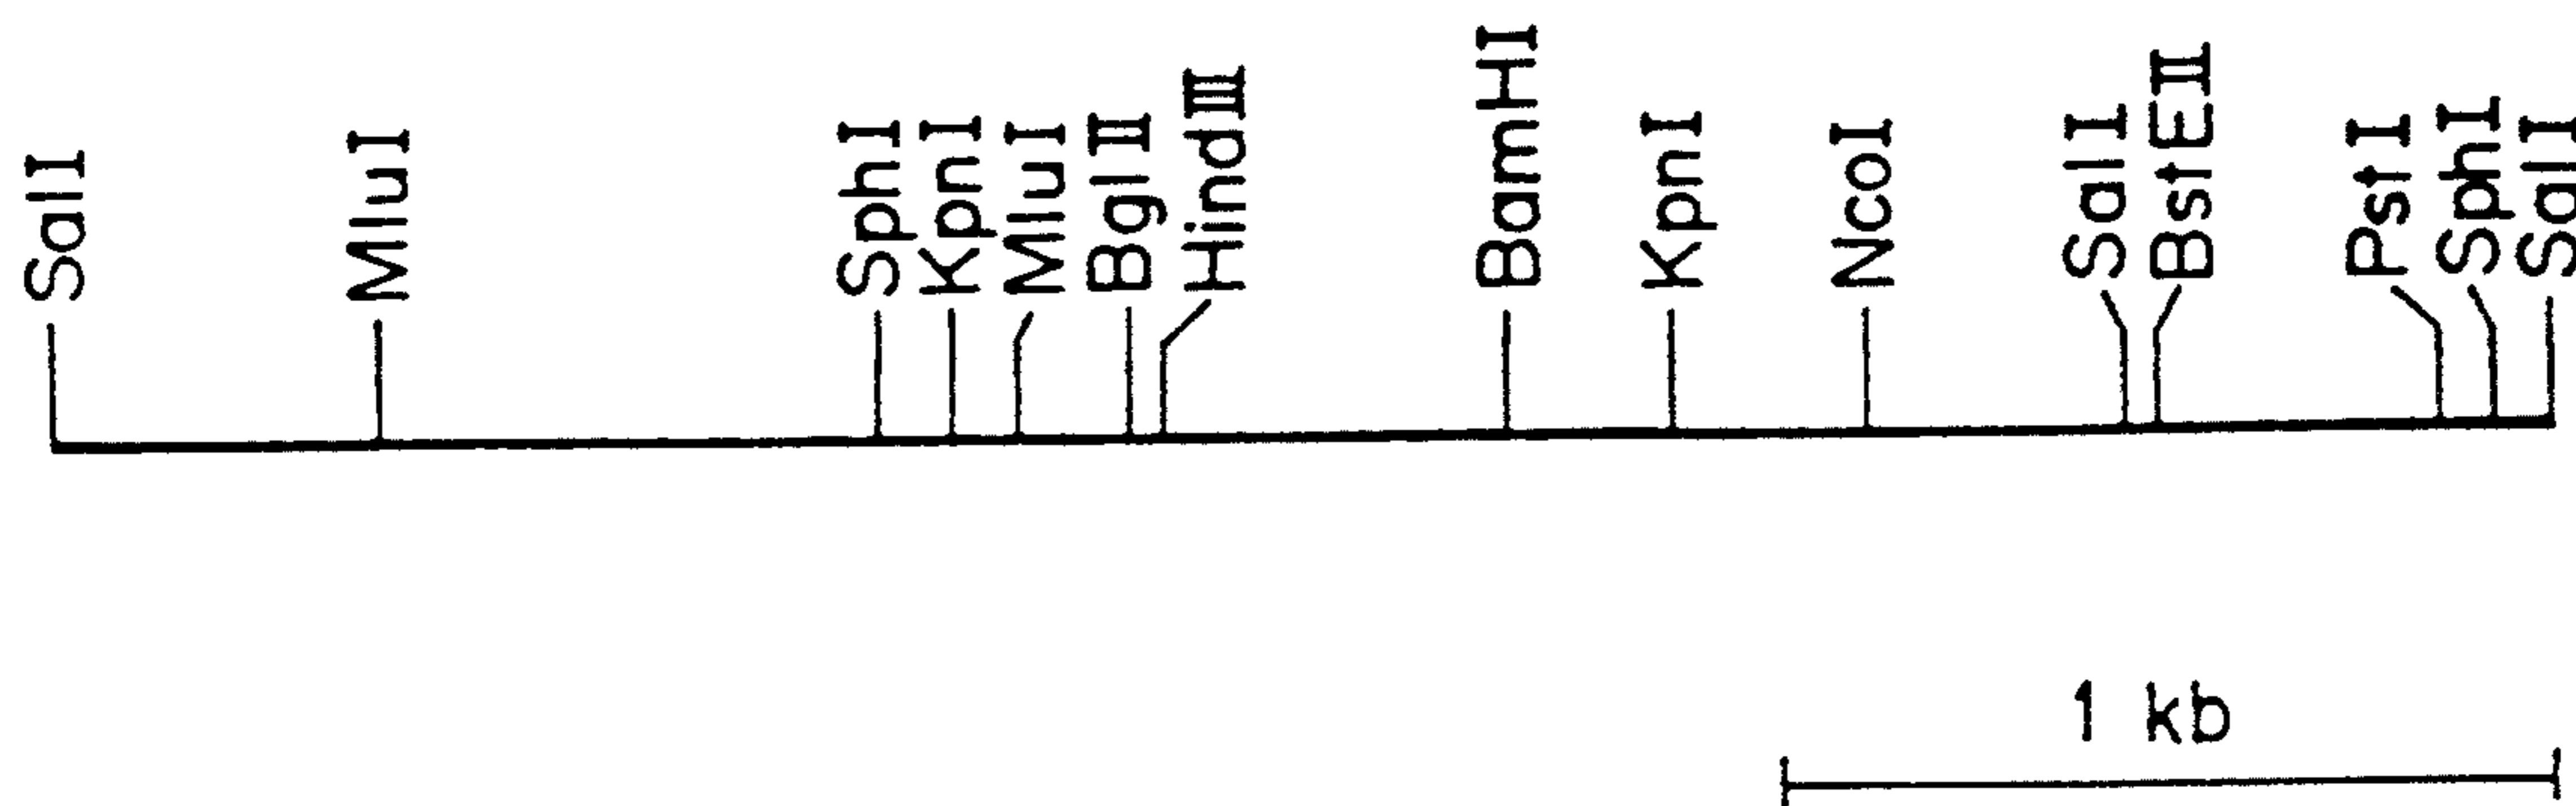 SalI
MluI
SphI
KpnI
MluI
BglII
HindIII
BamHI
KpnI
NcoI
SalI
BstEII
PstI
SphI
SalI
1 kb